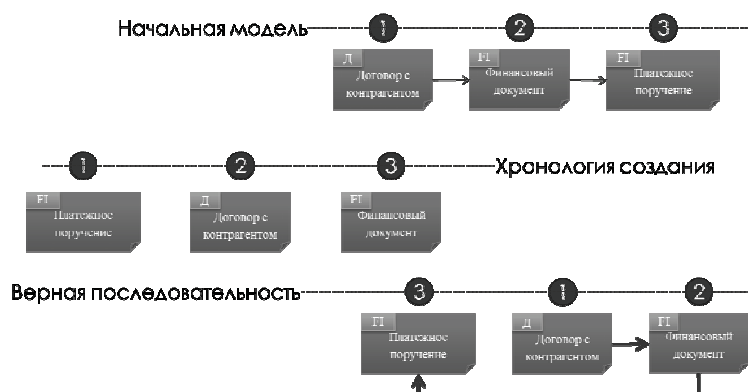 Начальная модель 1 2 3
Д FI FI
Договор с Финансовый Платежное
контрагентом документ поручение
1 2 3 Хронология создания
FI Д FI
Платежное Договор с Финансовый
поручение контрагентом документ
Верная последовательность 3 1 2
FI Д FI
Платежное Договор с Финансовый
поручение контрагентом документ